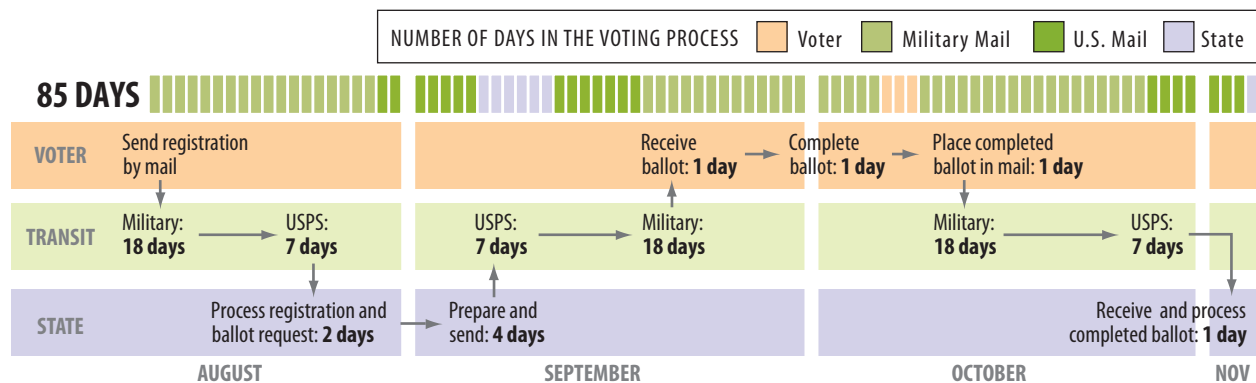 NUMBER OF DAYS IN THE VOTING PROCESS Voter Military Mail U.S. Mail State
85 DAYS
VOTER
Send registration
by mail
Receive
ballot: 1 day
Complete
ballot: 1 day
Place completed
ballot in mail: 1 day
TRANSIT
Military:
18 days
USPS:
7 days
USPS:
7 days
Military:
18 days
Military:
18 days
USPS:
7 days
STATE
Process registration and
ballot request: 2 days
Prepare and
send: 4 days
Receive and process
completed ballot: 1 day
AUGUST SEPTEMBER OCTOBER NOV